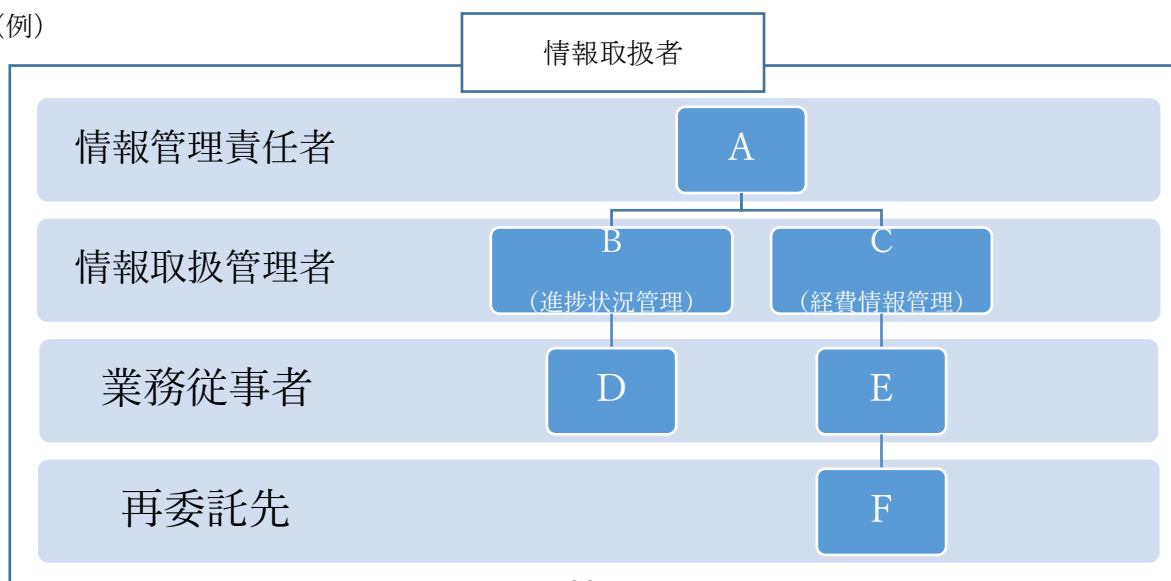 (例)
情報取扱者
情報管理責任者
A
情報取扱管理者
B
(進捗状況管理)
C
(経費情報管理)
業務従事者
D
E
再委託先
F